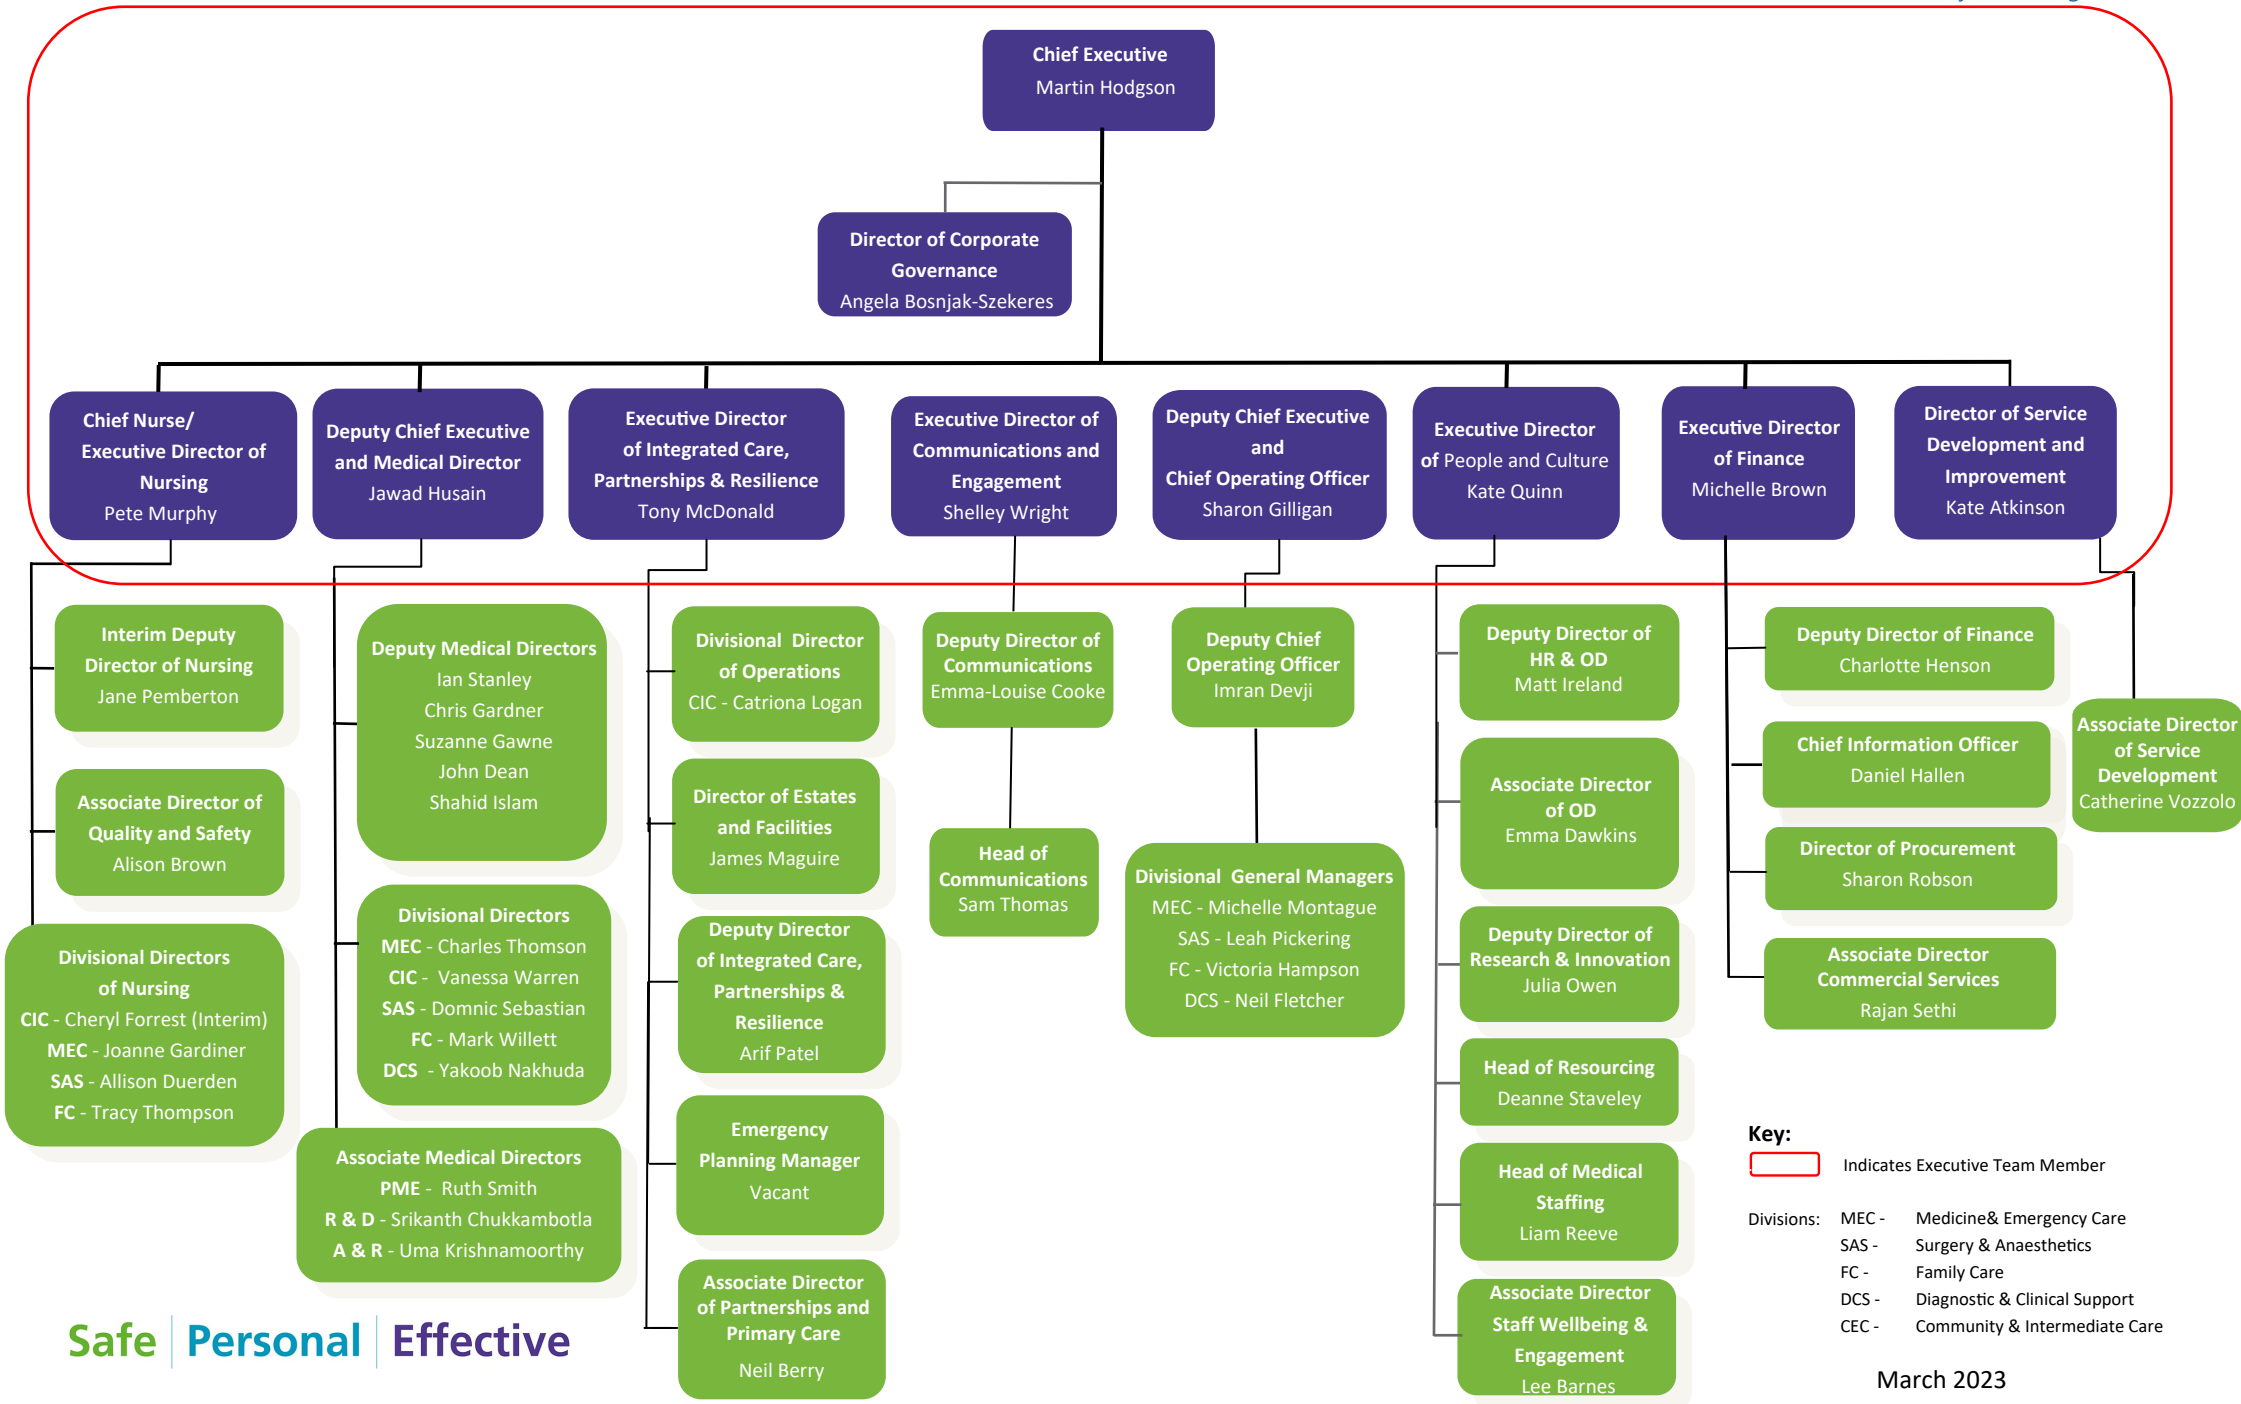 Chief Executive
Martin Hodgson
Director of Corporate
Governance
Angela Bosnjak-Szekeres
Chief Nurse/
Executive Director of
Nursing
Pete Murphy
Deputy Chief Executive
and Medical Director
Jawad Husain
Executive Director
of Integrated Care,
Partnerships & Resilience
Tony McDonald
Executive Director of
Communications and
Engagement
Shelley Wright
Deputy Chief Executive
and
Chief Operating Officer
Sharon Gilligan
Executive Director
of People and Culture
Kate Quinn
Executive Director
of Finance
Michelle Brown
Director of Service
Development and
Improvement
Kate Atkinson
Interim Deputy
Director of Nursing
Jane Pemberton
Associate Director of
Quality and Safety
Alison Brown
Divisional Directors
of Nursing
CIC - Cheryl Forrest (Interim)
MEC - Joanne Gardiner
SAS - Allison Duerden
FC - Tracy Thompson
Deputy Medical Directors
Ian Stanley
Chris Gardner
Suzanne Gawne
John Dean
Shahid Islam
Divisional Directors
MEC - Charles Thomson
CIC - Vanessa Warren
SAS - Domnic Sebastian
FC - Mark Willett
DCS - Yakoob Nakhuda
Associate Medical Directors
PME - Ruth Smith
R & D - Srikanth Chukkambotla
A & R - Uma Krishnamoorthy
Divisional Director
of Operations
CIC - Catriona Logan
Director of Estates
and Facilities
James Maguire
Deputy Director
of Integrated Care,
Partnerships &
Resilience
Arif Patel
Emergency
Planning Manager
Vacant
Associate Director
of Partnerships and
Primary Care
Neil Berry
Deputy Director of
Communications
Emma-Louise Cooke
Head of
Communications
Sam Thomas
Deputy Chief
Operating Officer
Imran Devji
Divisional General Managers
MEC - Michelle Montague
SAS - Leah Pickering
FC - Victoria Hampson
DCS - Neil Fletcher
Deputy Director of
HR & OD
Matt Ireland
Associate Director
of OD
Emma Dawkins
Deputy Director of
Research & Innovation
Julia Owen
Head of Resourcing
Deanne Staveley
Head of Medical
Staffing
Liam Reeve
Associate Director
Staff Wellbeing &
Engagement
Lee Barnes
Deputy Director of Finance
Charlotte Henson
Chief Information Officer
Daniel Hallen
Director of Procurement
Sharon Robson
Associate Director
Commercial Services
Rajan Sethi
Associate Director
of Service
Development
Catherine Vozzolo
Key:
Indicates Executive Team Member
Divisions: MEC - Medicine& Emergency Care
SAS - Surgery & Anaesthetics
FC - Family Care
DCS - Diagnostic & Clinical Support
CEC - Community & Intermediate Care
Safe Personal Effective
March 2023